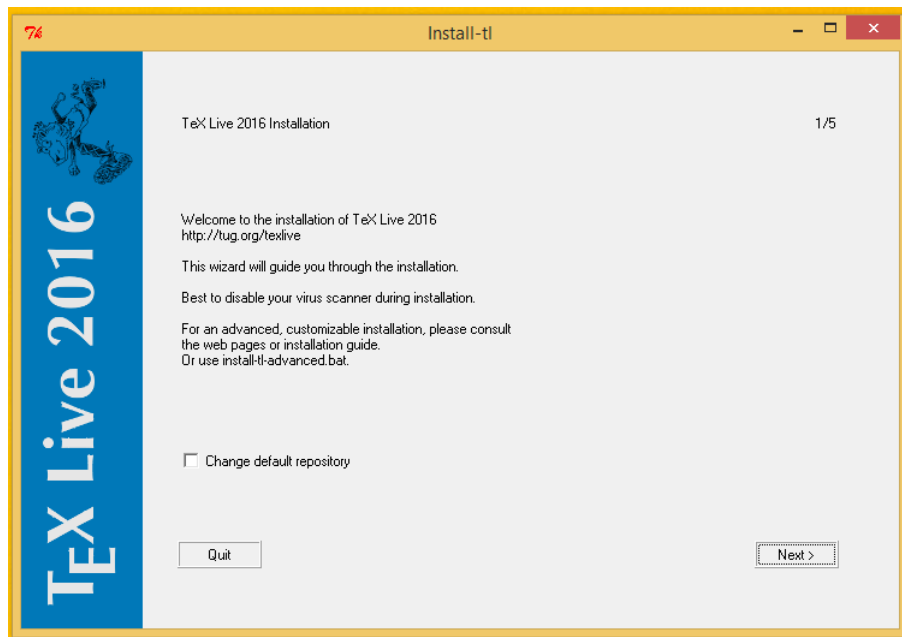 Install-tl
TeX Live 2016
TeX Live 2016 Installation 1/5
Welcome to the installation of TeX Live 2016
http://tug.org/texlive
This wizard will guide you through the installation.
Best to disable your virus scanner during installation.
For an advanced, customizable installation, please consult
the web pages or installation guide.
Or use install-tl-advanced.bat.
Change default repository
Quit
Next >